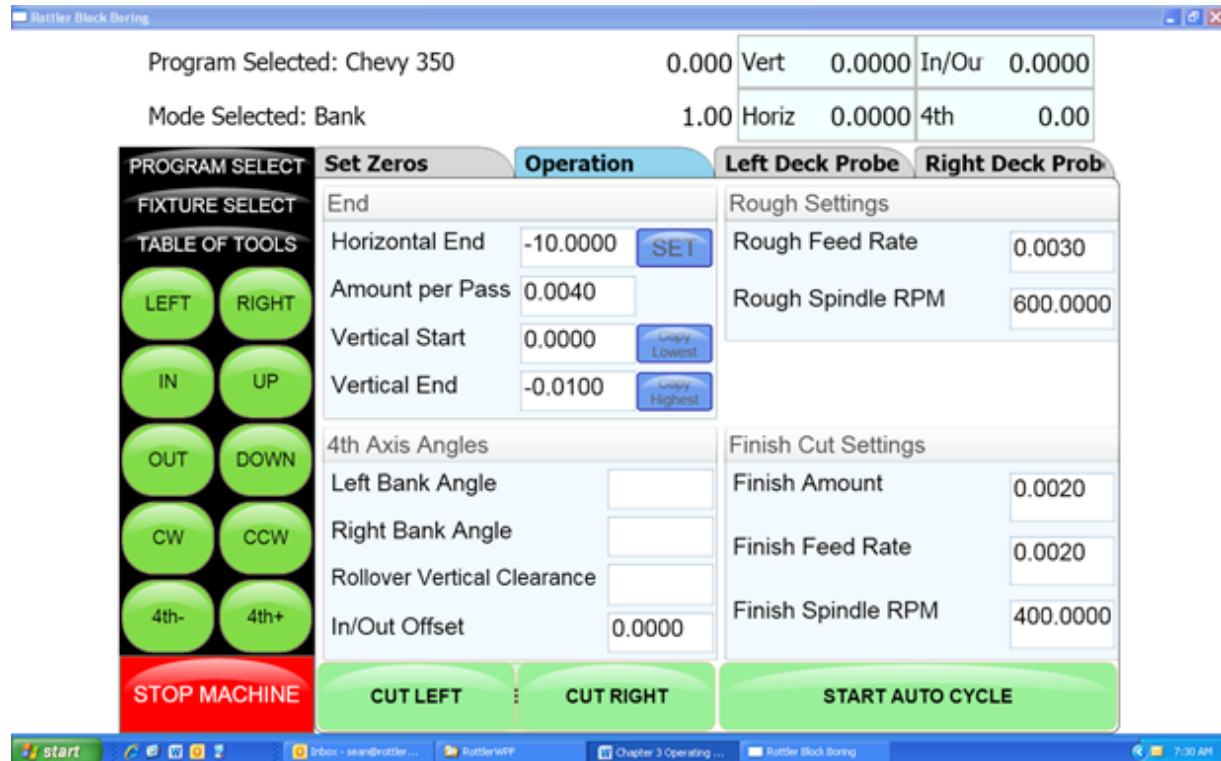 Rottler Block Boring
Program Selected: Chevy 350 0.000 Vert 0.0000 In/Ou 0.0000
Mode Selected: Bank 1.00 Horiz 0.0000 4th 0.00
PROGRAM SELECT
FIXTURE SELECT
TABLE OF TOOLS
LEFT RIGHT
IN UP
OUT DOWN
CW CCW
4th- 4th+
STOP MACHINE
Set Zeros Operation Left Deck Probe Right Deck Prob
End
Horizontal End -10.0000 SET
Amount per Pass 0.0040
Vertical Start 0.0000 Copy Lowest
Vertical End -0.0100 Copy Highest
Rough Settings
Rough Feed Rate 0.0030
Rough Spindle RPM 600.0000
4th Axis Angles
Left Bank Angle
Right Bank Angle
Rollover Vertical Clearance
In/Out Offset 0.0000
Finish Cut Settings
Finish Amount 0.0020
Finish Feed Rate 0.0020
Finish Spindle RPM 400.0000
CUT LEFT CUT RIGHT START AUTO CYCLE
start Inbox - sean@rottler... RottlerWPF Chapter 3 Operating ... Rottler Block Boring 7:30 AM